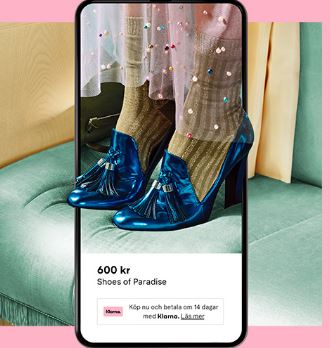 600 kr
Shoes of Paradise
Klarna.
Köp nu och betala om 14 dagar
med Klarna. Läs mer